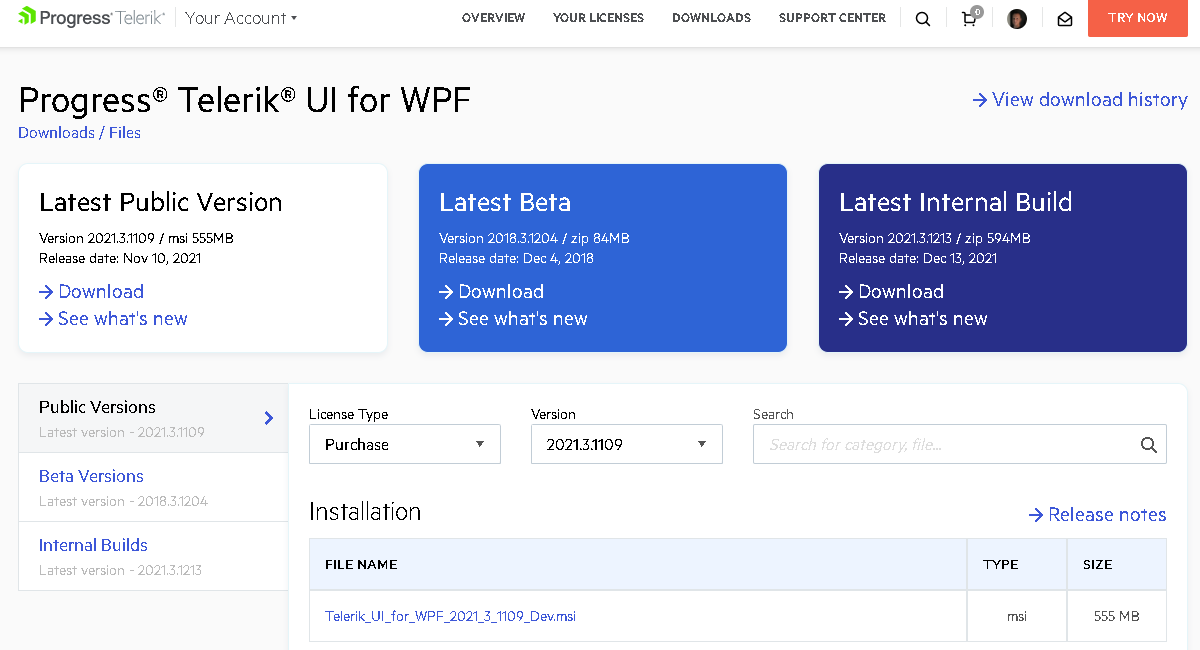 Progress Telerik
Your Account
OVERVIEW
YOUR LICENSES
DOWNLOADS
SUPPORT CENTER
0
TRY NOW
Progress® Telerik® UI for WPF
View download history
Downloads / Files
Latest Public Version
Version 2021.3.1109 / msi 555MB
Release date: Nov 10, 2021
Download
See what's new
Latest Beta
Version 2018.3.1204 / zip 84MB
Release date: Dec 4, 2018
Download
See what's new
Latest Internal Build
Version 2021.3.1213 / zip 594MB
Release date: Dec 13, 2021
Download
See what's new
Public Versions
Latest version - 2021.3.1109
Beta Versions
Latest version - 2018.3.1204
Internal Builds
Latest version - 2021.3.1213
License Type
Purchase
Version
2021.3.1109
Search
Search for category, file...
Installation
Release notes
FILE NAME
TYPE
SIZE
Telerik_UI_for_WPF_2021_3_1109_Dev.msi
msi
555 MB